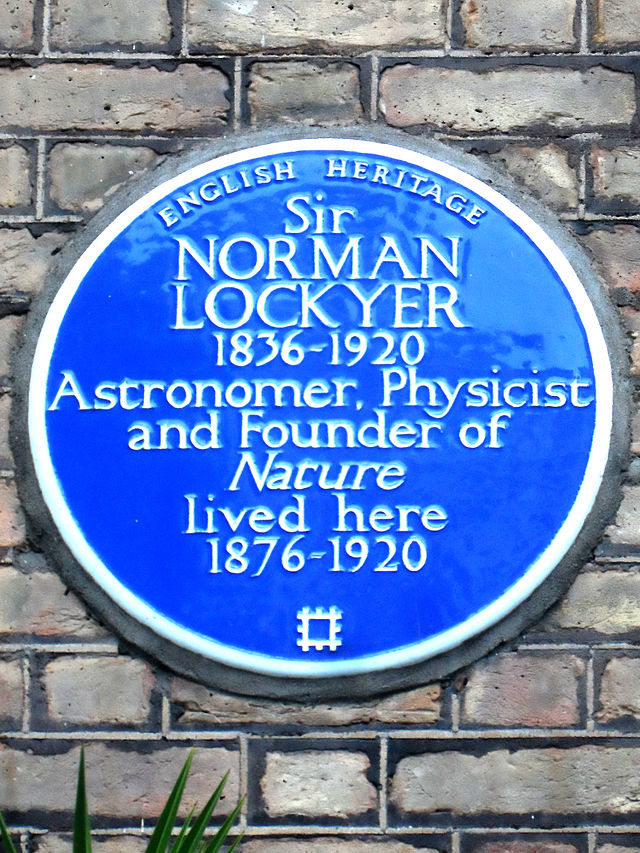 ENGLISH HERITAGE
Sir
NORMAN
LOCKYER
1836-1920
Astronomer, Physicist
and Founder of
Nature
lived here
1876-1920